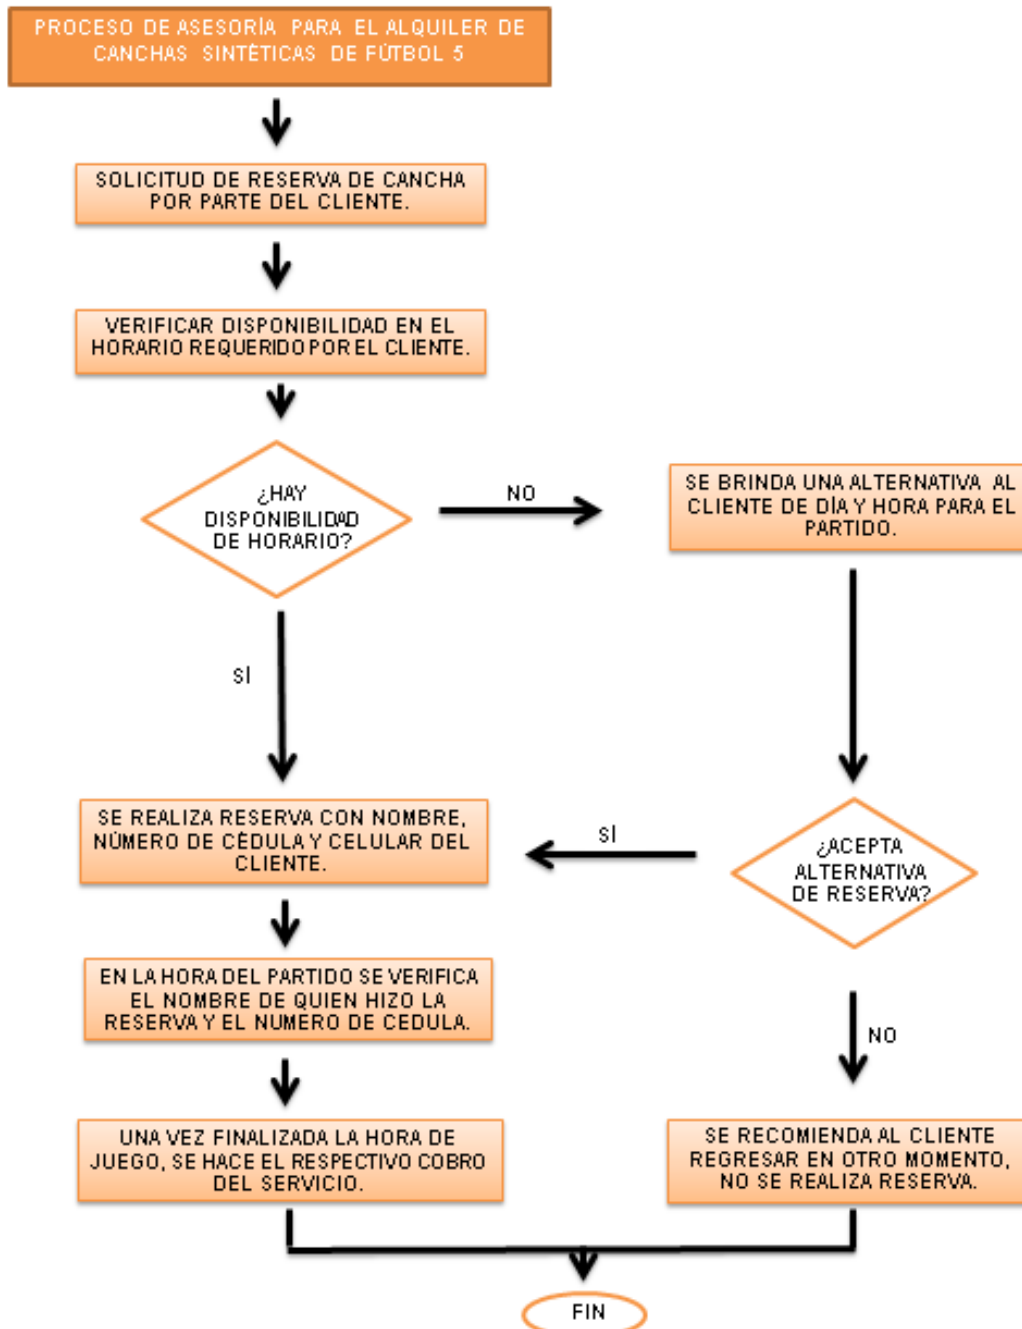 PROCESO DE ASESORÍA PARA EL ALQUILER DE
CANCHAS SINTÉTICAS DE FÚTBOL 5
SOLICITUD DE RESERVA DE CANCHA
POR PARTE DEL CLIENTE.
VERIFICAR DISPONIBILIDAD EN EL
HORARIO REQUERIDO POR EL CLIENTE.
¿HAY
DISPONIBILIDAD
DE HORARIO?
NO
SE BRINDA UNA ALTERNATIVA AL
CLIENTE DE DÍA Y HORA PARA EL
PARTIDO.
SÍ
SE REALIZA RESERVA CON NOMBRE,
NÚMERO DE CÉDULA Y CELULAR DEL
CLIENTE.
SÍ
¿ACEPTA
ALTERNATIVA
DE RESERVA?
EN LA HORA DEL PARTIDO SE VERIFICA
EL NOMBRE DE QUIEN HIZO LA
RESERVA Y EL NUMERO DE CEDULA.
NO
UNA VEZ FINALIZADA LA HORA DE
JUEGO, SE HACE EL RESPECTIVO COBRO
DEL SERVICIO.
SE RECOMIENDA AL CLIENTE
REGRESAR EN OTRO MOMENTO,
NO SE REALIZA RESERVA.
FIN